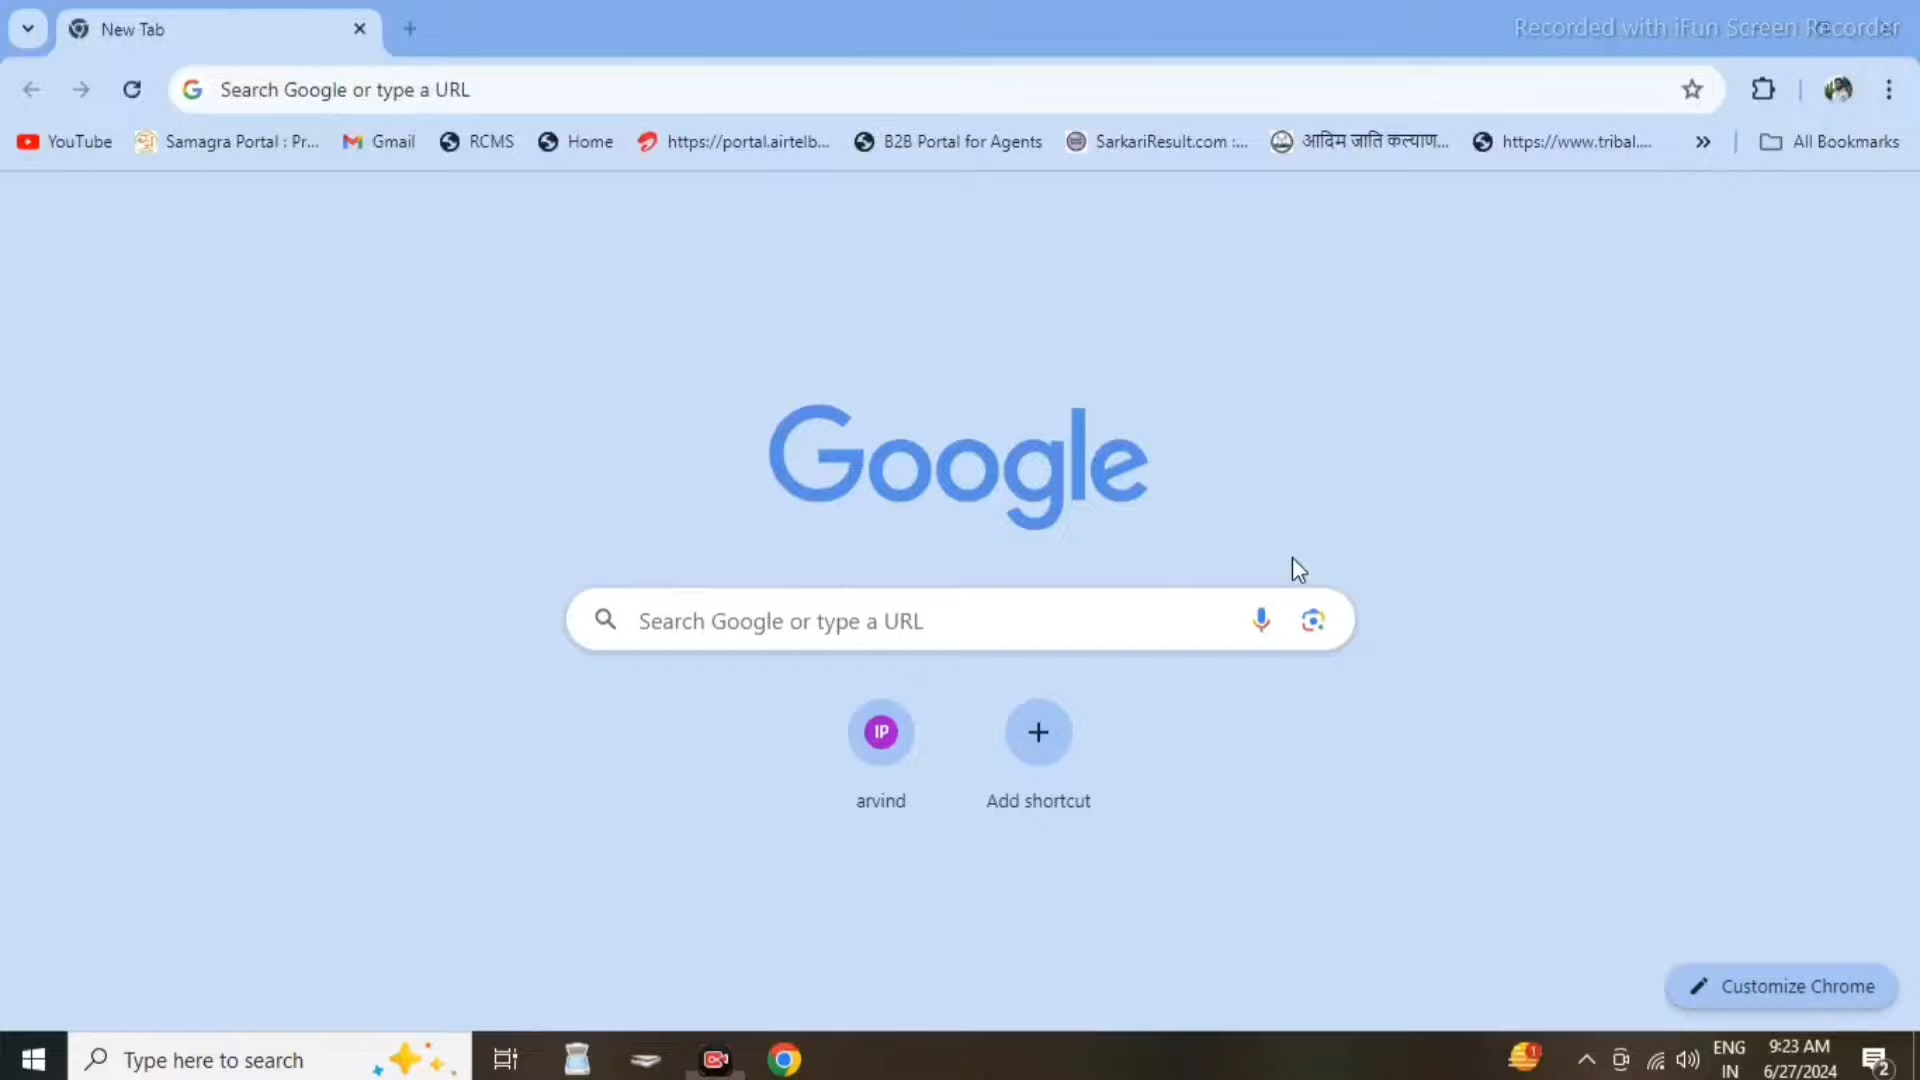 New Tab
Recorded with iFun Screen Recorder
Search Google or type a URL
YouTube Samagra Portal : Pr... Gmail RCMS Home https://portal.airtelb... B2B Portal for Agents SarkariResult.com :... आदिम जाति कल्याण... https://www.tribal.... All Bookmarks
Google
Search Google or type a URL
IP
arvind Add shortcut
Customize Chrome
Type here to search
1
ENG
IN
9:23 AM
6/27/2024
2